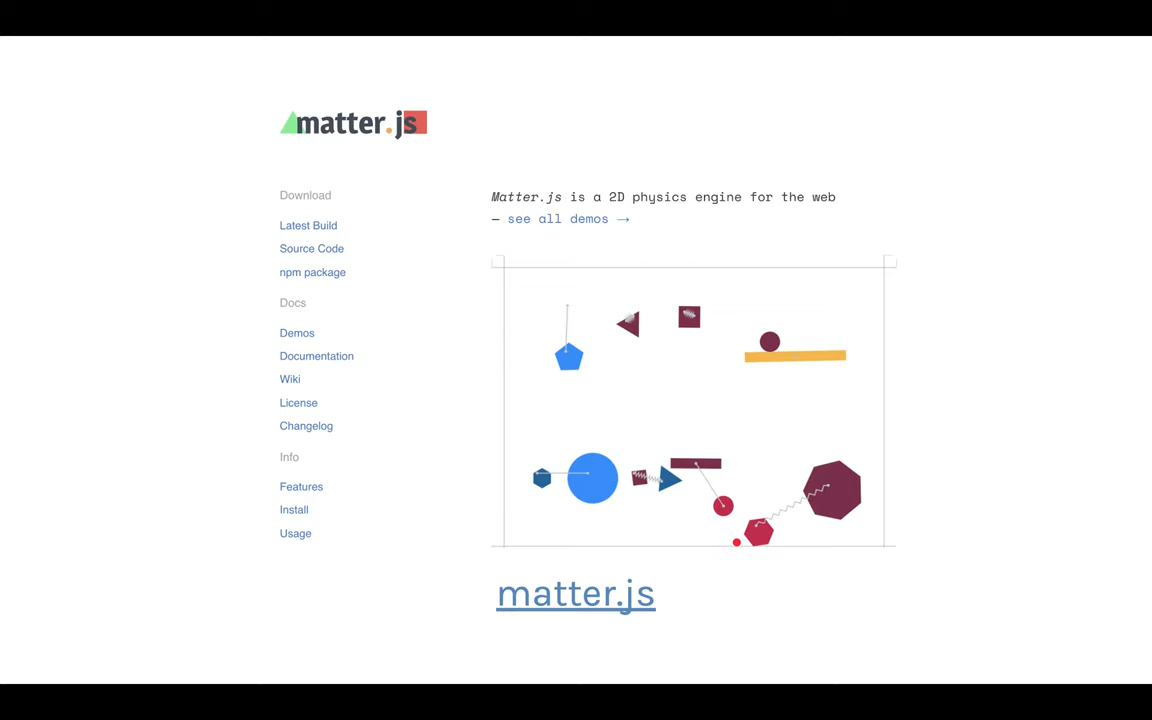 matter.js
Download
Latest Build
Source Code
npm package
Docs
Demos
Documentation
Wiki
License
Changelog
Info
Features
Install
Usage
Matter.js is a 2D physics engine for the web
— see all demos →
matter.js